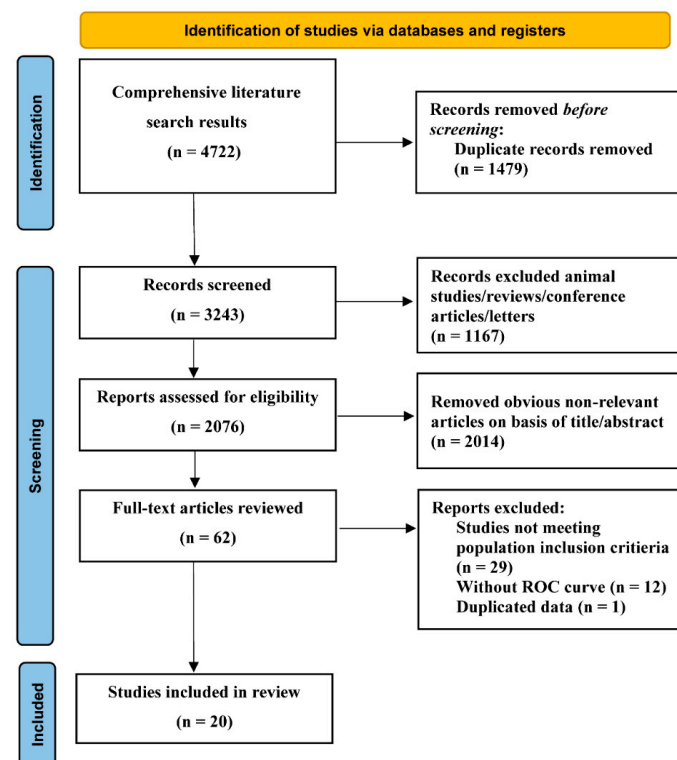 Identification of studies via databases and registers
Identification
Comprehensive literature
search results
(n = 4722)
Records removed before
screening:
Duplicate records removed
(n = 1479)
Screening
Records screened
(n = 3243)
Records excluded animal
studies/reviews/conference
articles/letters
(n = 1167)
Reports assessed for eligibility
(n = 2076)
Removed obvious non-relevant
articles on basis of title/abstract
(n = 2014)
Full-text articles reviewed
(n = 62)
Reports excluded:
Studies not meeting
population inclusion critieria
(n = 29)
Without ROC curve (n = 12)
Duplicated data (n = 1)
Included
Studies included in review
(n = 20)